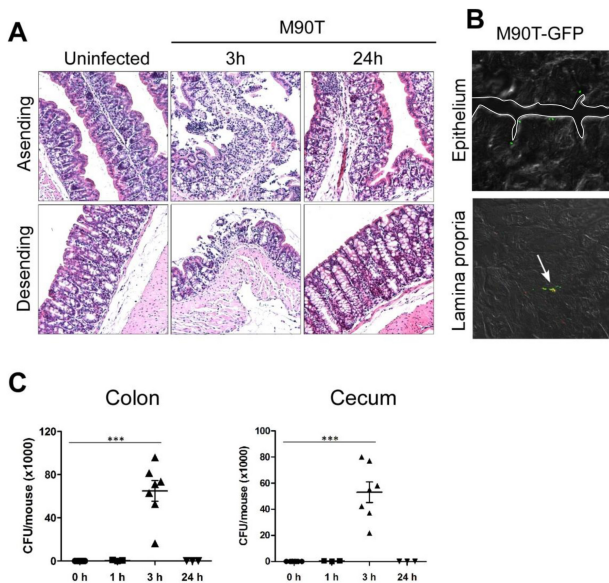 A
M90T
Uninfected
3h
24h
Asending
Desending
B
M90T-GFP
Epithelium
Lamina propria
C
Colon
CFU/mouse (x1000)
120
80
40
0
***
0 h
1 h
3 h
24 h
Cecum
CFU/mouse (x1000)
100
80
60
40
20
0
***
0 h
1 h
3 h
24 h